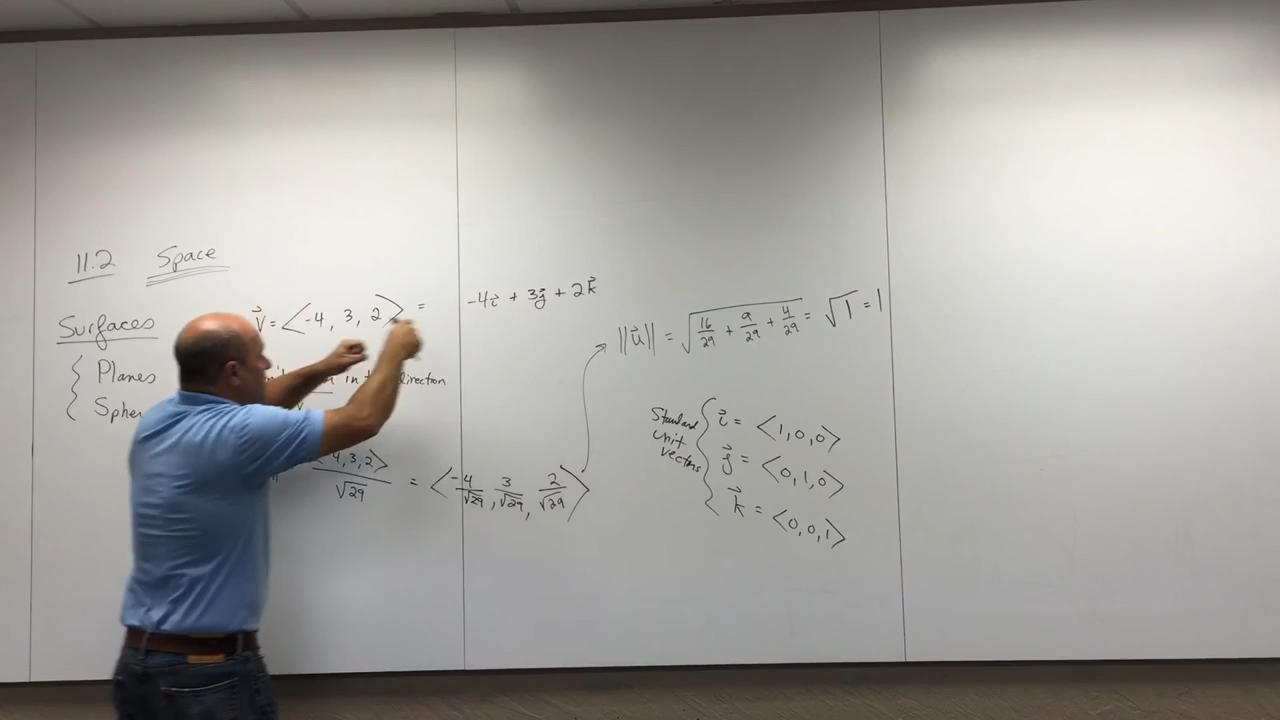 11.2 Space
Surfaces
{ Planes
V⃗ = <-4, 3, 2> = -4i⃗ + 3j⃗ + 2k⃗
in direction
V
<-4, 3, 2> / √29 = <-4/√29, 3/√29, 2/√29>
||u⃗|| = √(16/29 + 9/29 + 4/29) = √1 = 1
Standard
unit
vectors
{ i⃗ = <1, 0, 0>
j⃗ = <0, 1, 0>
k⃗ = <0, 0, 1>